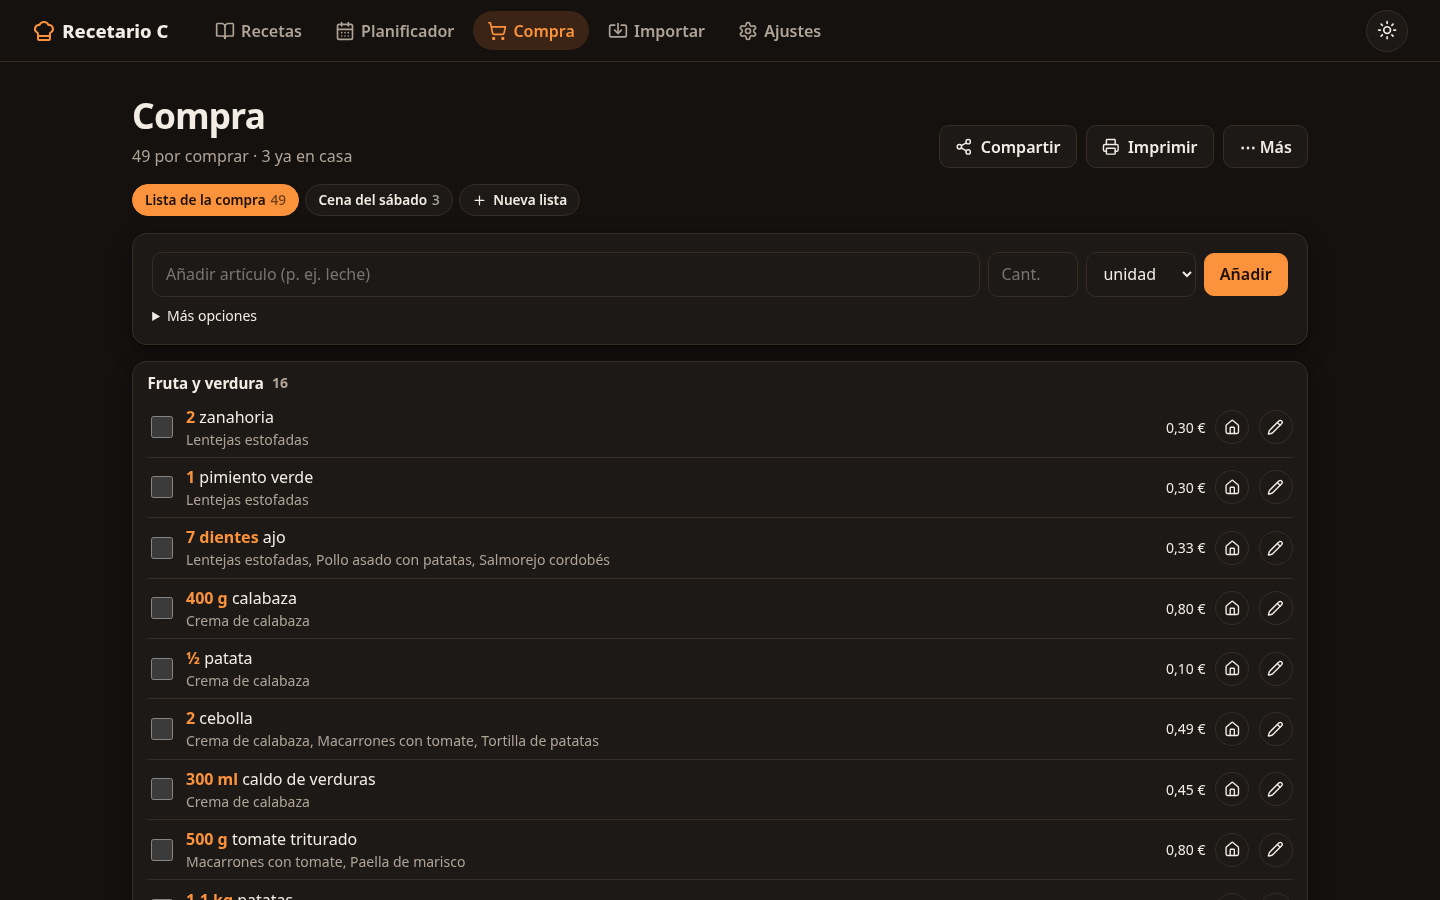 Recetario C
Recetas
Planificador
Compra
Importar
Ajustes
Compra
49 por comprar · 3 ya en casa
Compartir
Imprimir
··· Más
Lista de la compra 49
Cena del sábado 3
+ Nueva lista
Añadir artículo (p. ej. leche)
Cant.
unidad
Añadir
Más opciones
Fruta y verdura 16
2 zanahoria
Lentejas estofadas
0,30 €
1 pimiento verde
Lentejas estofadas
0,30 €
7 dientes ajo
Lentejas estofadas, Pollo asado con patatas, Salmorejo cordobés
0,33 €
400 g calabaza
Crema de calabaza
0,80 €
½ patata
Crema de calabaza
0,10 €
2 cebolla
Crema de calabaza, Macarrones con tomate, Tortilla de patatas
0,49 €
300 ml caldo de verduras
Crema de calabaza
0,45 €
500 g tomate triturado
Macarrones con tomate, Paella de marisco
0,80 €
1,1 kg patatas